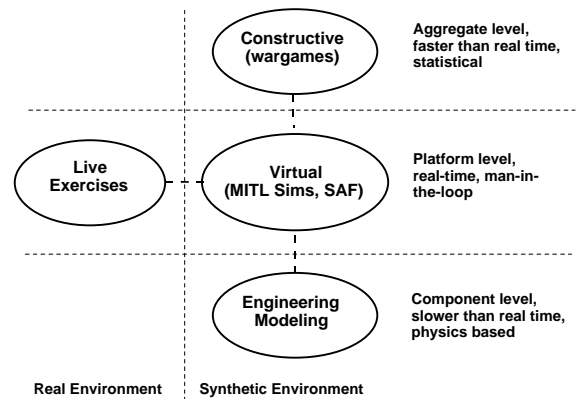 Constructive
(wargames)
Aggregate level,
faster than real time,
statistical
Live
Exercises
Virtual
(MITL Sims, SAF)
Platform level,
real-time, man-in-
the-loop
Engineering
Modeling
Component level,
slower than real time,
physics based
Real Environment
Synthetic Environment